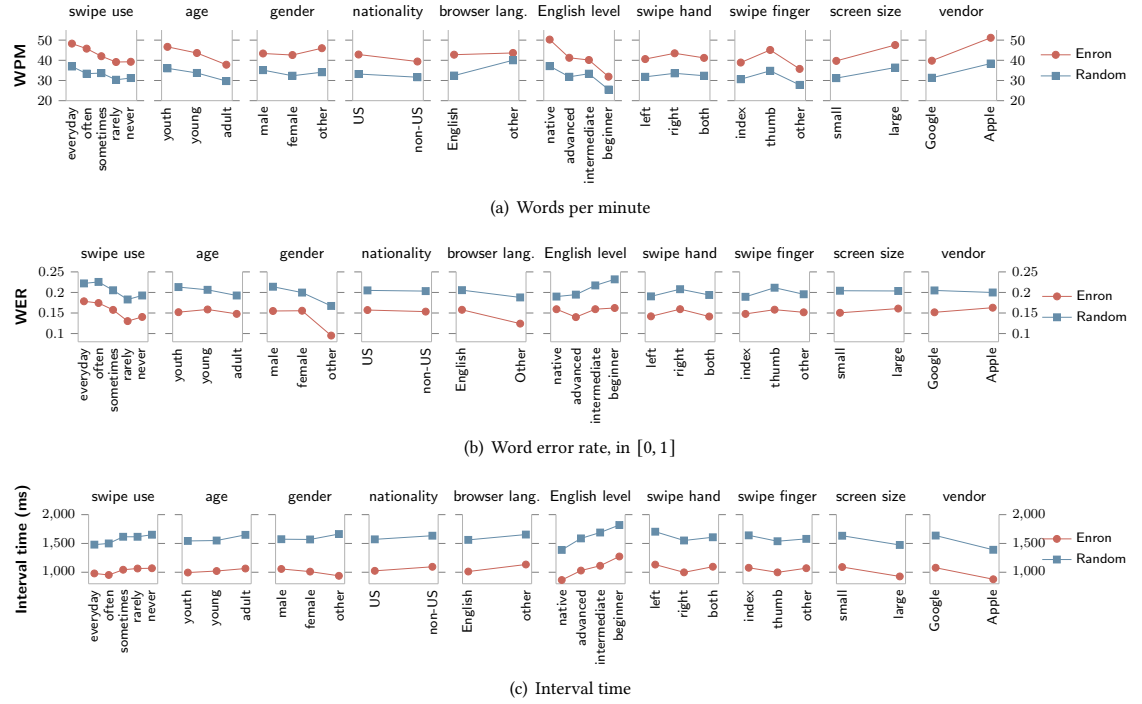 swipe use age gender nationality browser lang. English level swipe hand swipe finger screen size vendor
WPM
50 50
40 40
30 30
20 20
Enron
Random
everyday often sometimes rarely never youth young adult male female other US non-US English other native advanced intermediate beginner left right both index thumb other small large Google Apple
(a) Words per minute
swipe use age gender nationality browser lang. English level swipe hand swipe finger screen size vendor
WER
0.25 0.25
0.2 0.2
0.15 0.15
0.1 0.1
Enron
Random
everyday often sometimes rarely never youth young adult male female other US non-US English Other native advanced intermediate beginner left right both index thumb other small large Google Apple
(b) Word error rate, in [0, 1]
swipe use age gender nationality browser lang. English level swipe hand swipe finger screen size vendor
Interval time (ms)
2,000 2,000
1,500 1,500
1,000 1,000
Enron
Random
everyday often sometimes rarely never youth young adult male female other US non-US English other native advanced intermediate beginner left right both index thumb other small large Google Apple
(c) Interval time